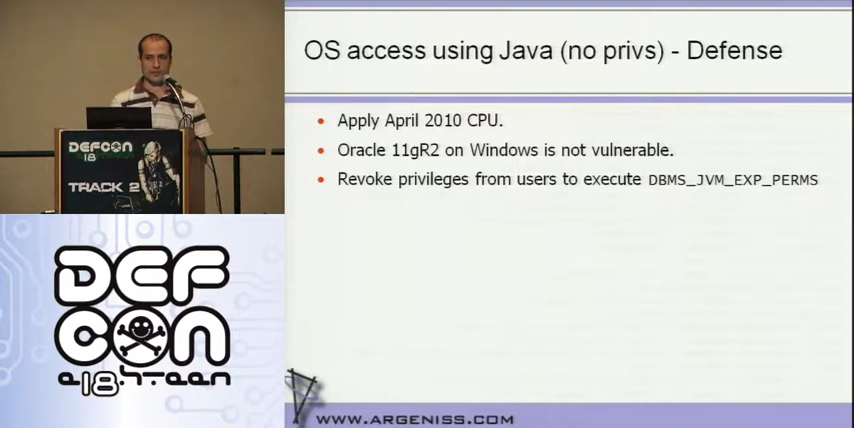 OS access using Java (no privs) - Defense
• Apply April 2010 CPU.
• Oracle 11gR2 on Windows is not vulnerable.
• Revoke privileges from users to execute DBMS_JVM_EXP_PERMS
DEFCON
18
TRACK 2
DEF
CON
e18hteen
WWW.ARGENISS.COM